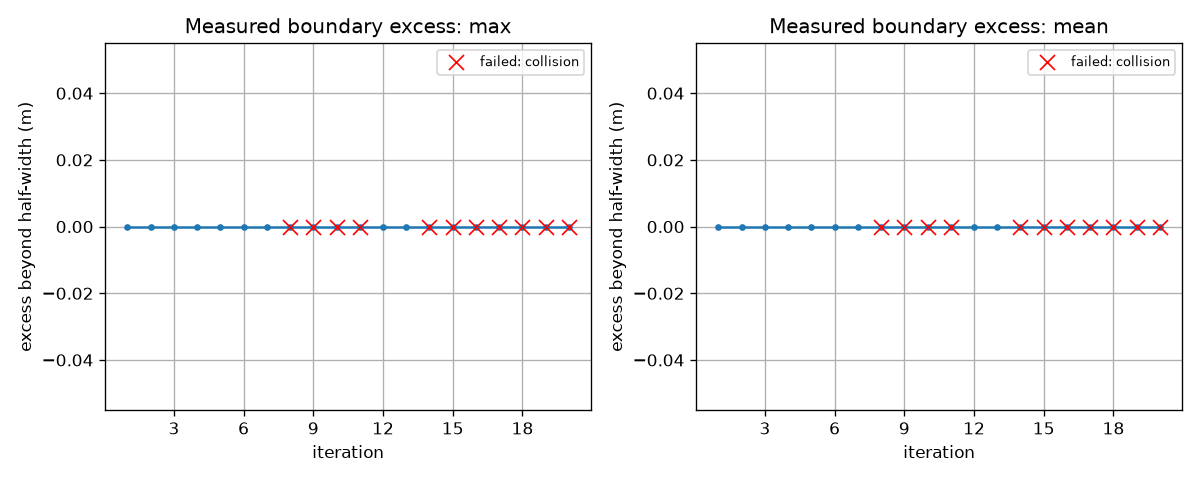 Measured boundary excess: max
failed: collision
0.04
0.02
0.00
−0.02
−0.04
excess beyond half-width (m)
3 6 9 12 15 18
iteration
Measured boundary excess: mean
failed: collision
0.04
0.02
0.00
−0.02
−0.04
excess beyond half-width (m)
3 6 9 12 15 18
iteration